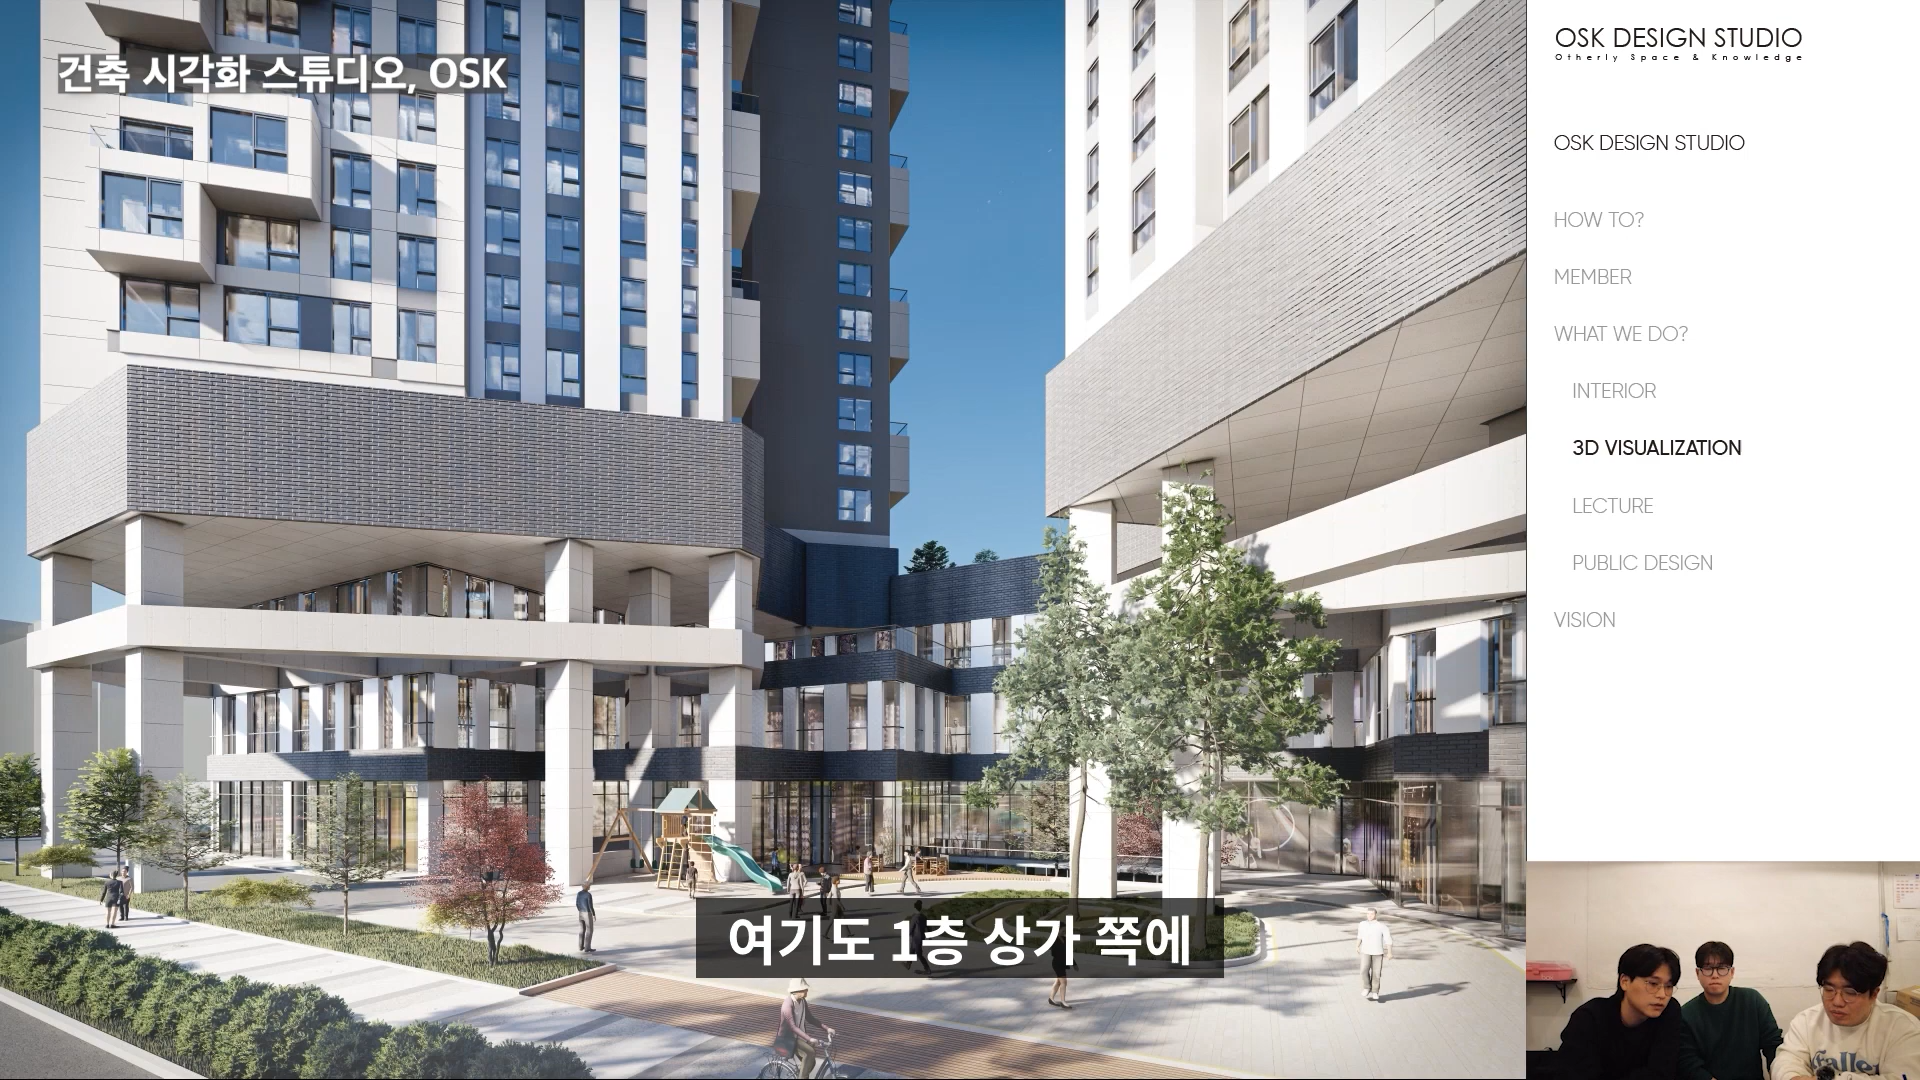 건축 시각화 스튜디오, OSK
OSK DESIGN STUDIO
Otherly Space & Knowledge
OSK DESIGN STUDIO
HOW TO?
MEMBER
WHAT WE DO?
INTERIOR
3D VISUALIZATION
LECTURE
PUBLIC DESIGN
VISION
여기도 1층 상가 쪽에